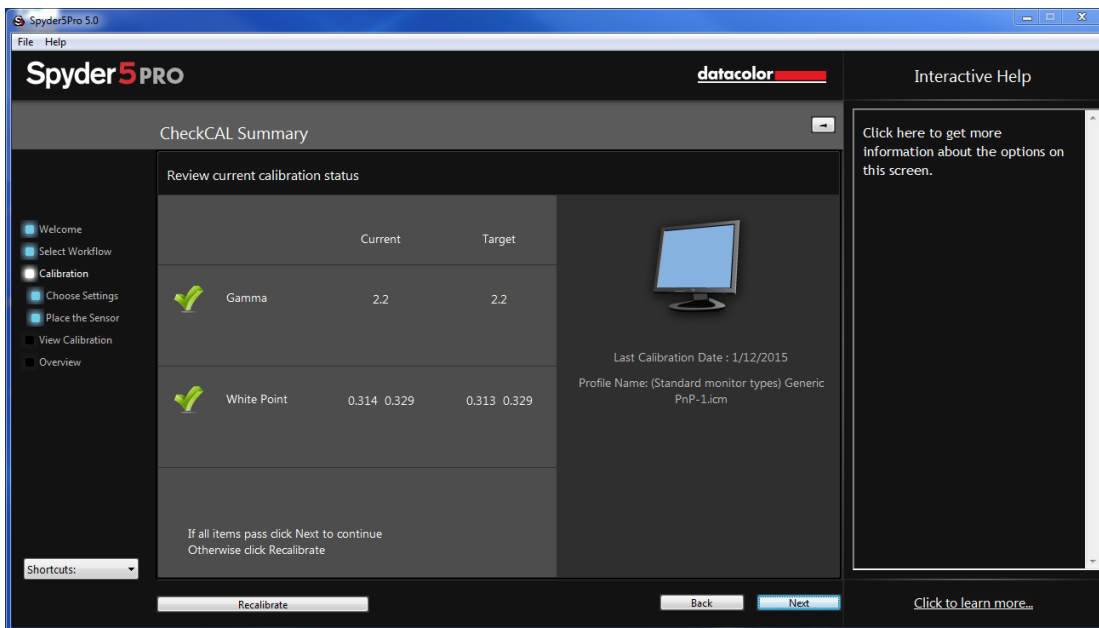 Spyder5Pro 5.0
File Help
Spyder5PRO
datacolor
Interactive Help
CheckCAL Summary
Click here to get more
information about the options on
this screen.
Review current calibration status
Welcome
Select Workflow
Calibration
Choose Settings
Place the Sensor
View Calibration
Overview
Current Target
Gamma 2.2 2.2
White Point 0.314 0.329 0.313 0.329
If all items pass click Next to continue
Otherwise click Recalibrate
Last Calibration Date : 1/12/2015
Profile Name: (Standard monitor types) Generic
PnP-1.icm
Shortcuts:
Recalibrate
Back
Next
Click to learn more...